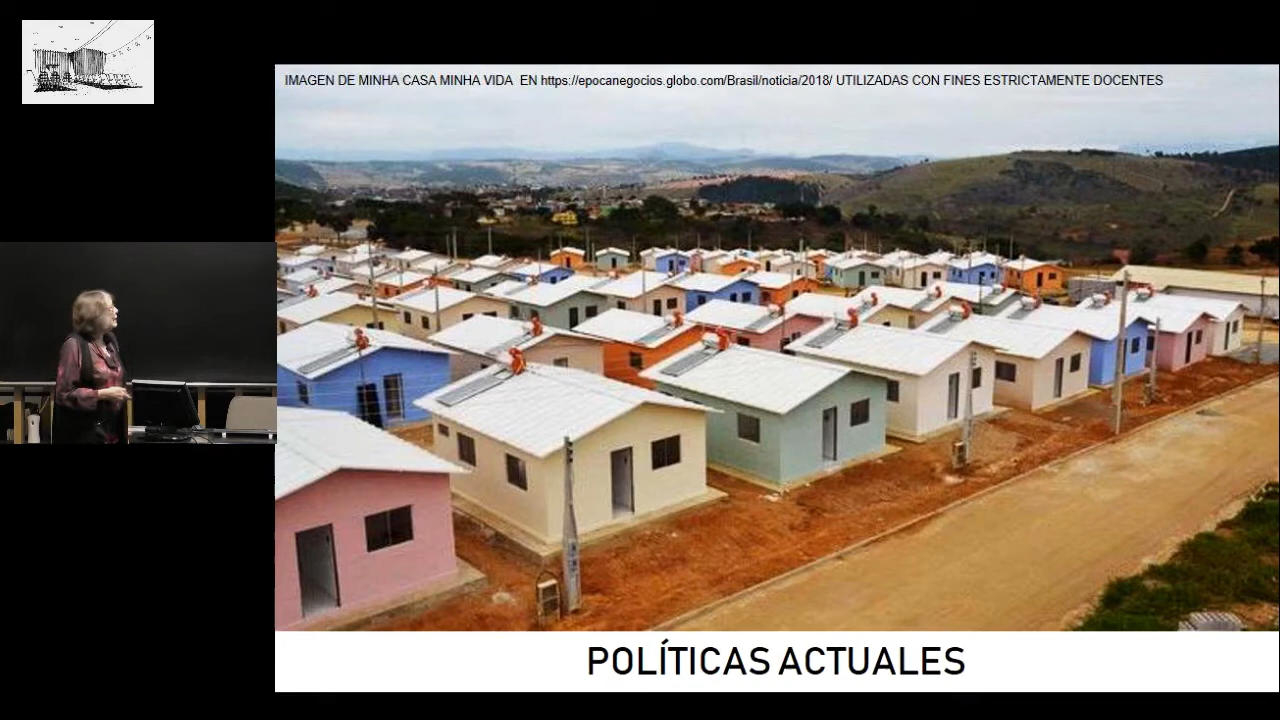 IMAGEN DE MINHA CASA MINHA VIDA EN https://epocanegocios.globo.com/Brasil/noticia/2018/ UTILIZADAS CON FINES ESTRICTAMENTE DOCENTES
POLÍTICAS ACTUALES